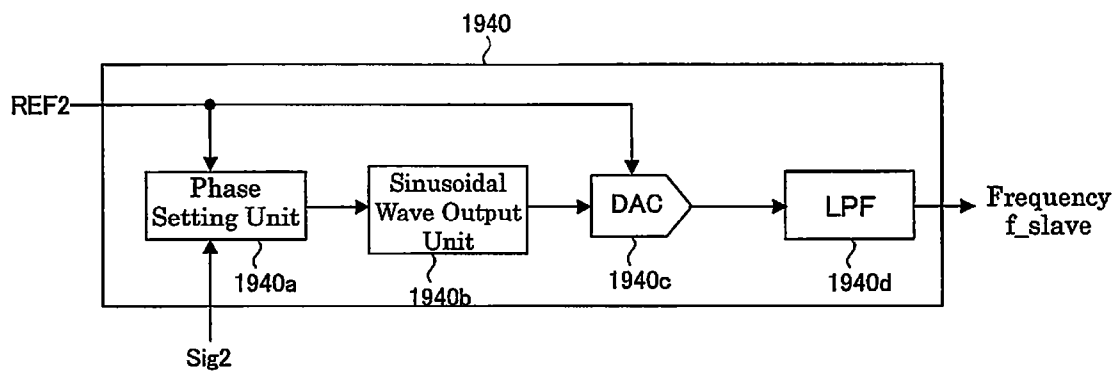 1940
REF2
Phase
Setting Unit
Sinusoidal
Wave Output
Unit
DAC
LPF
Frequency
f_slave
1940a
1940b
1940c
1940d
Sig2